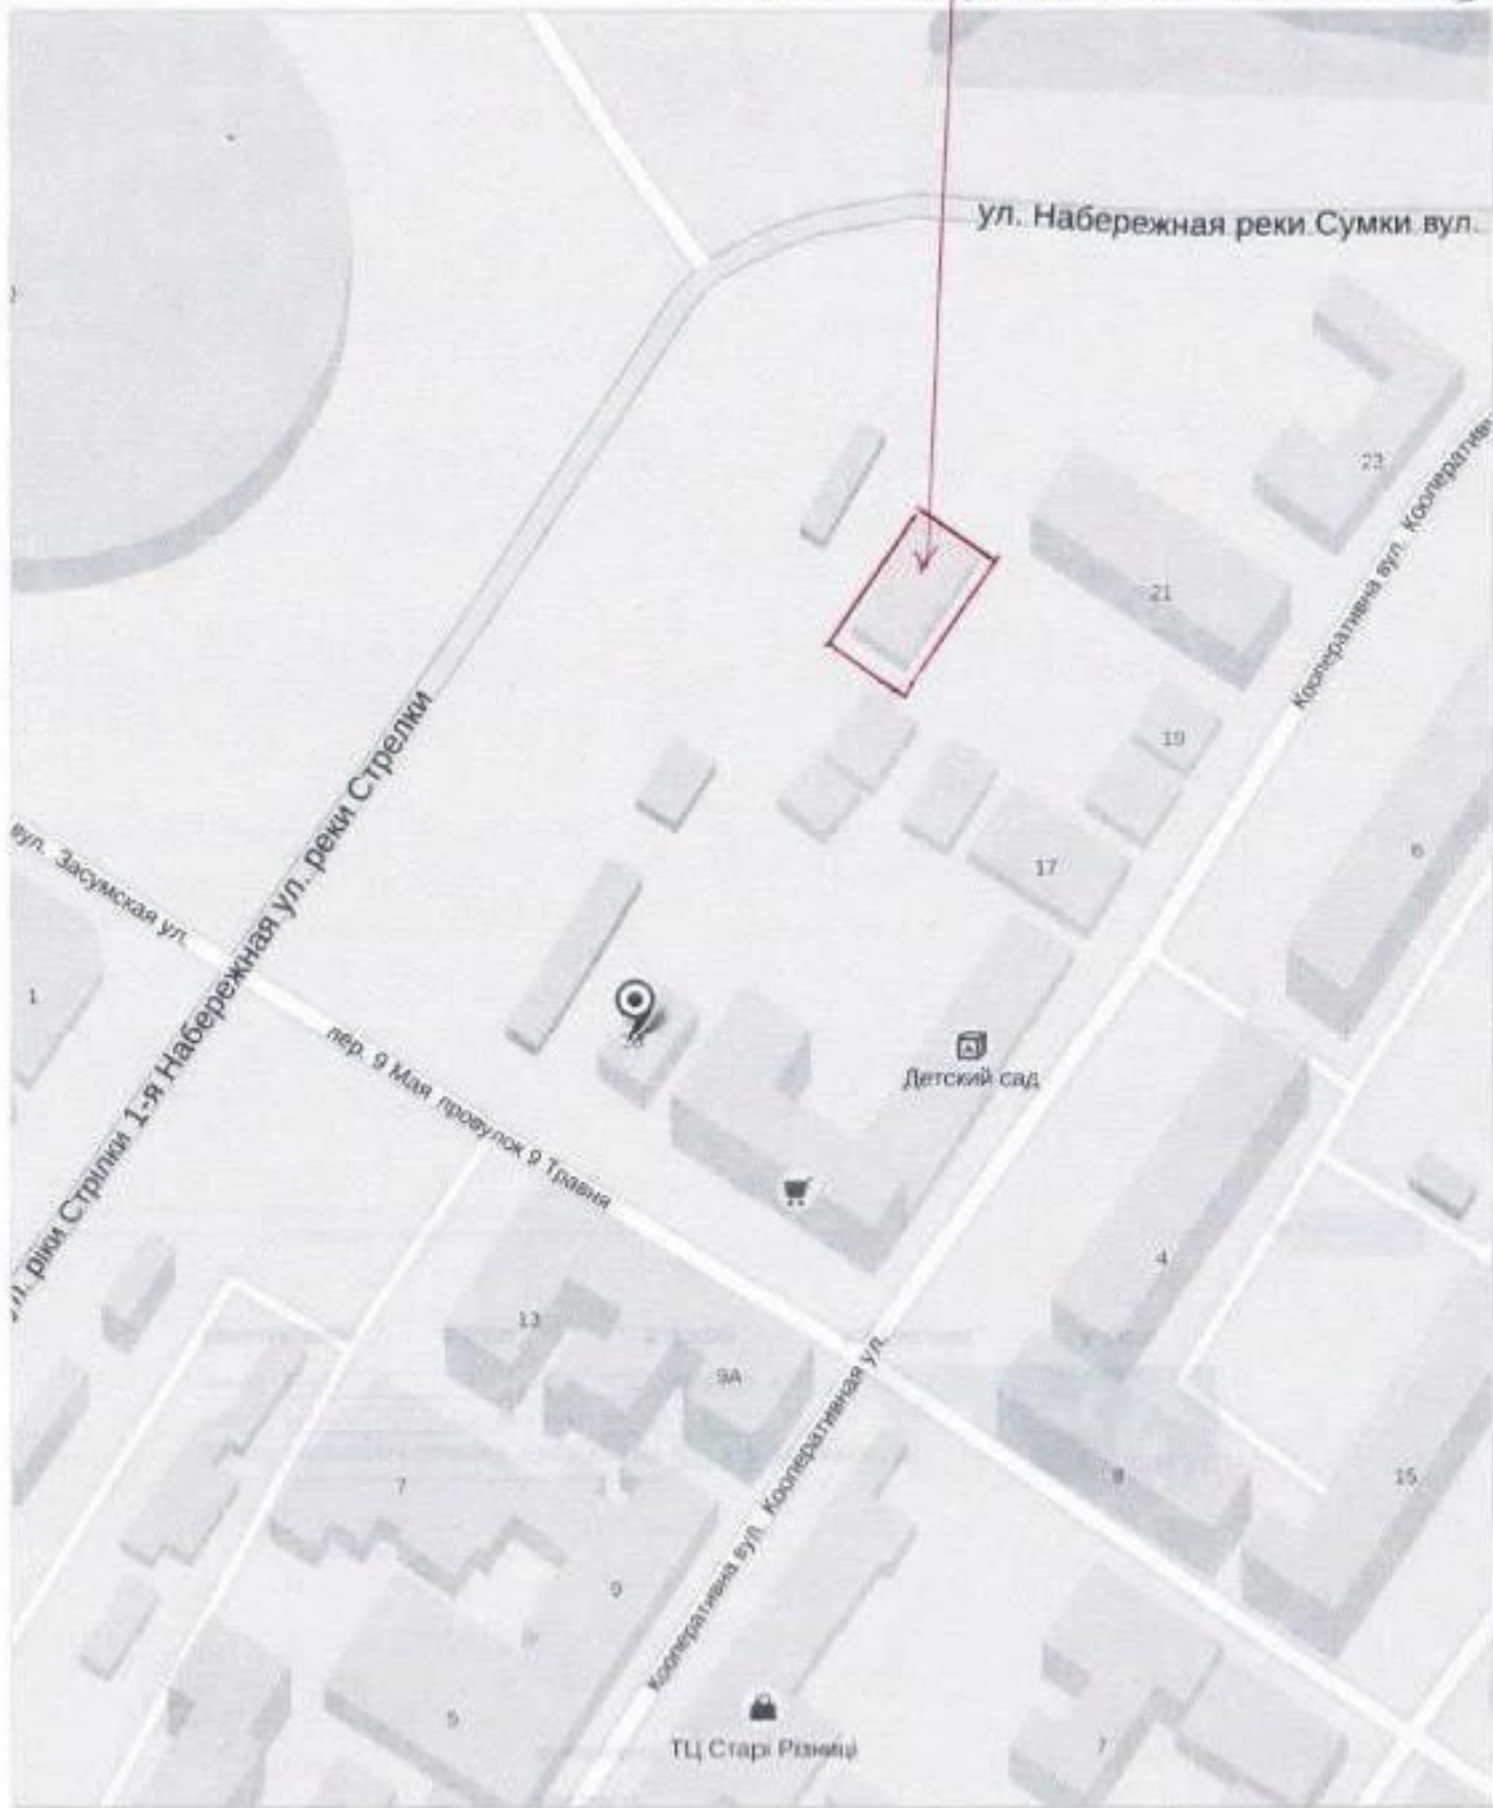 ул. Набережная реки Сумки вул.
23
Кооперативна вул. Кооператив
21
19
17
6
ул. реки Стрелки
1-я Набережная
ріки Стрілки
вул. Засумская ул.
1
пер. 9 Мая провулок 9 Травня
Детский сад
4
13
9А
Кооперативна вул. Кооперативная ул.
7
8
15
9
5
ТЦ Старі Різниці
7